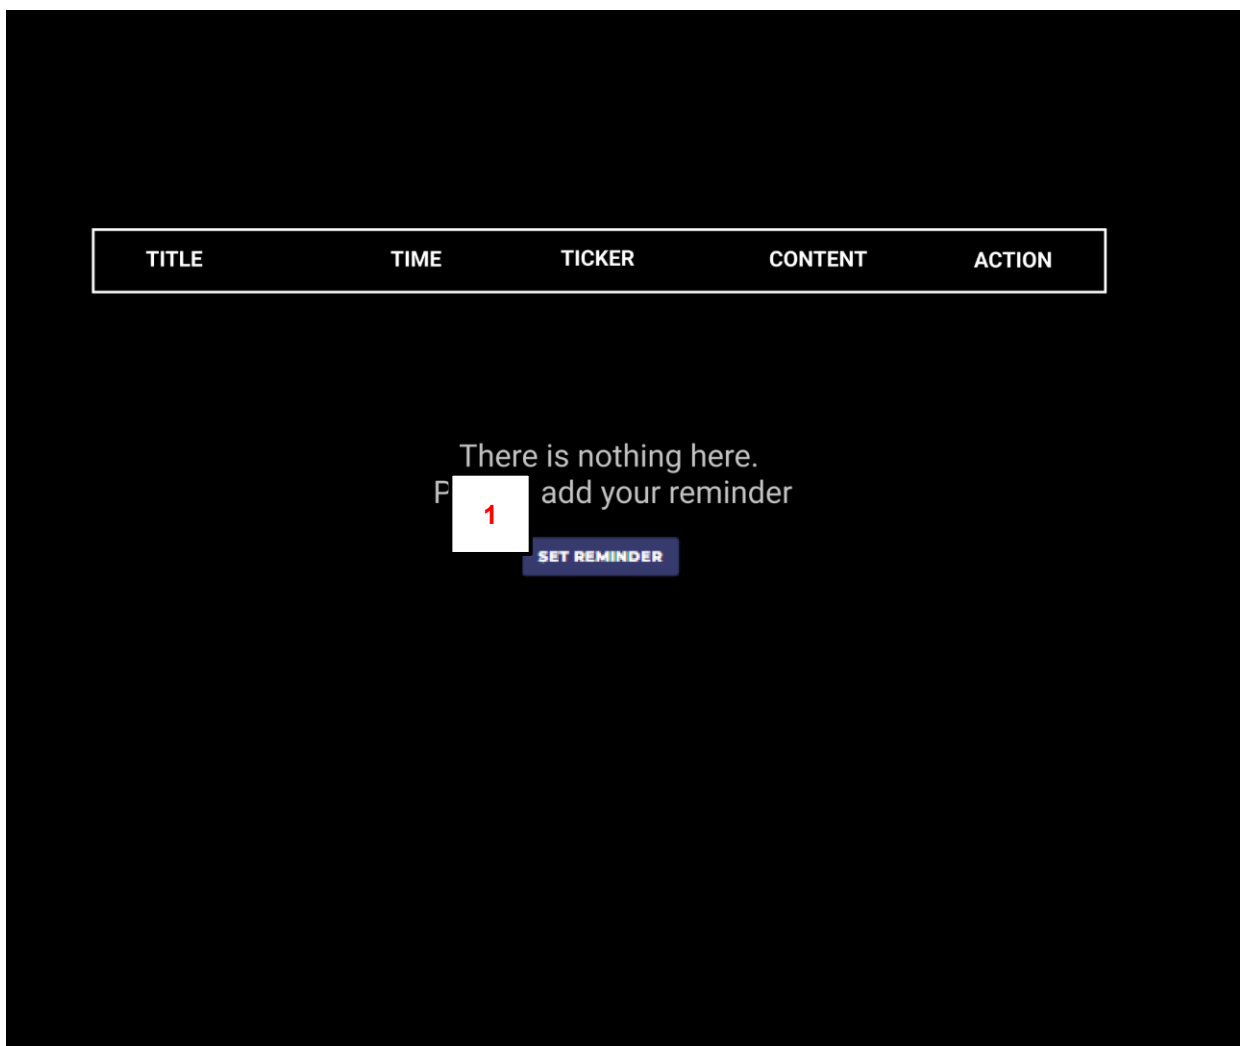 TITLE TIME TICKER CONTENT ACTION
There is nothing here.
add your reminder
1
SET REMINDER